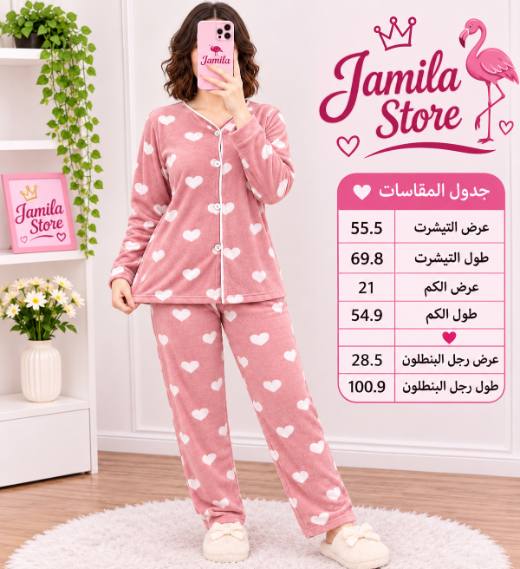 Jamila
Store
Jamila
Jamila
Store
جدول المقاسات
عرض التيشرت 55.5
طول التيشرت 69.8
عرض الكم 21
طول الكم 54.9
عرض رجل البنطلون 28.5
طول رجل البنطلون 100.9